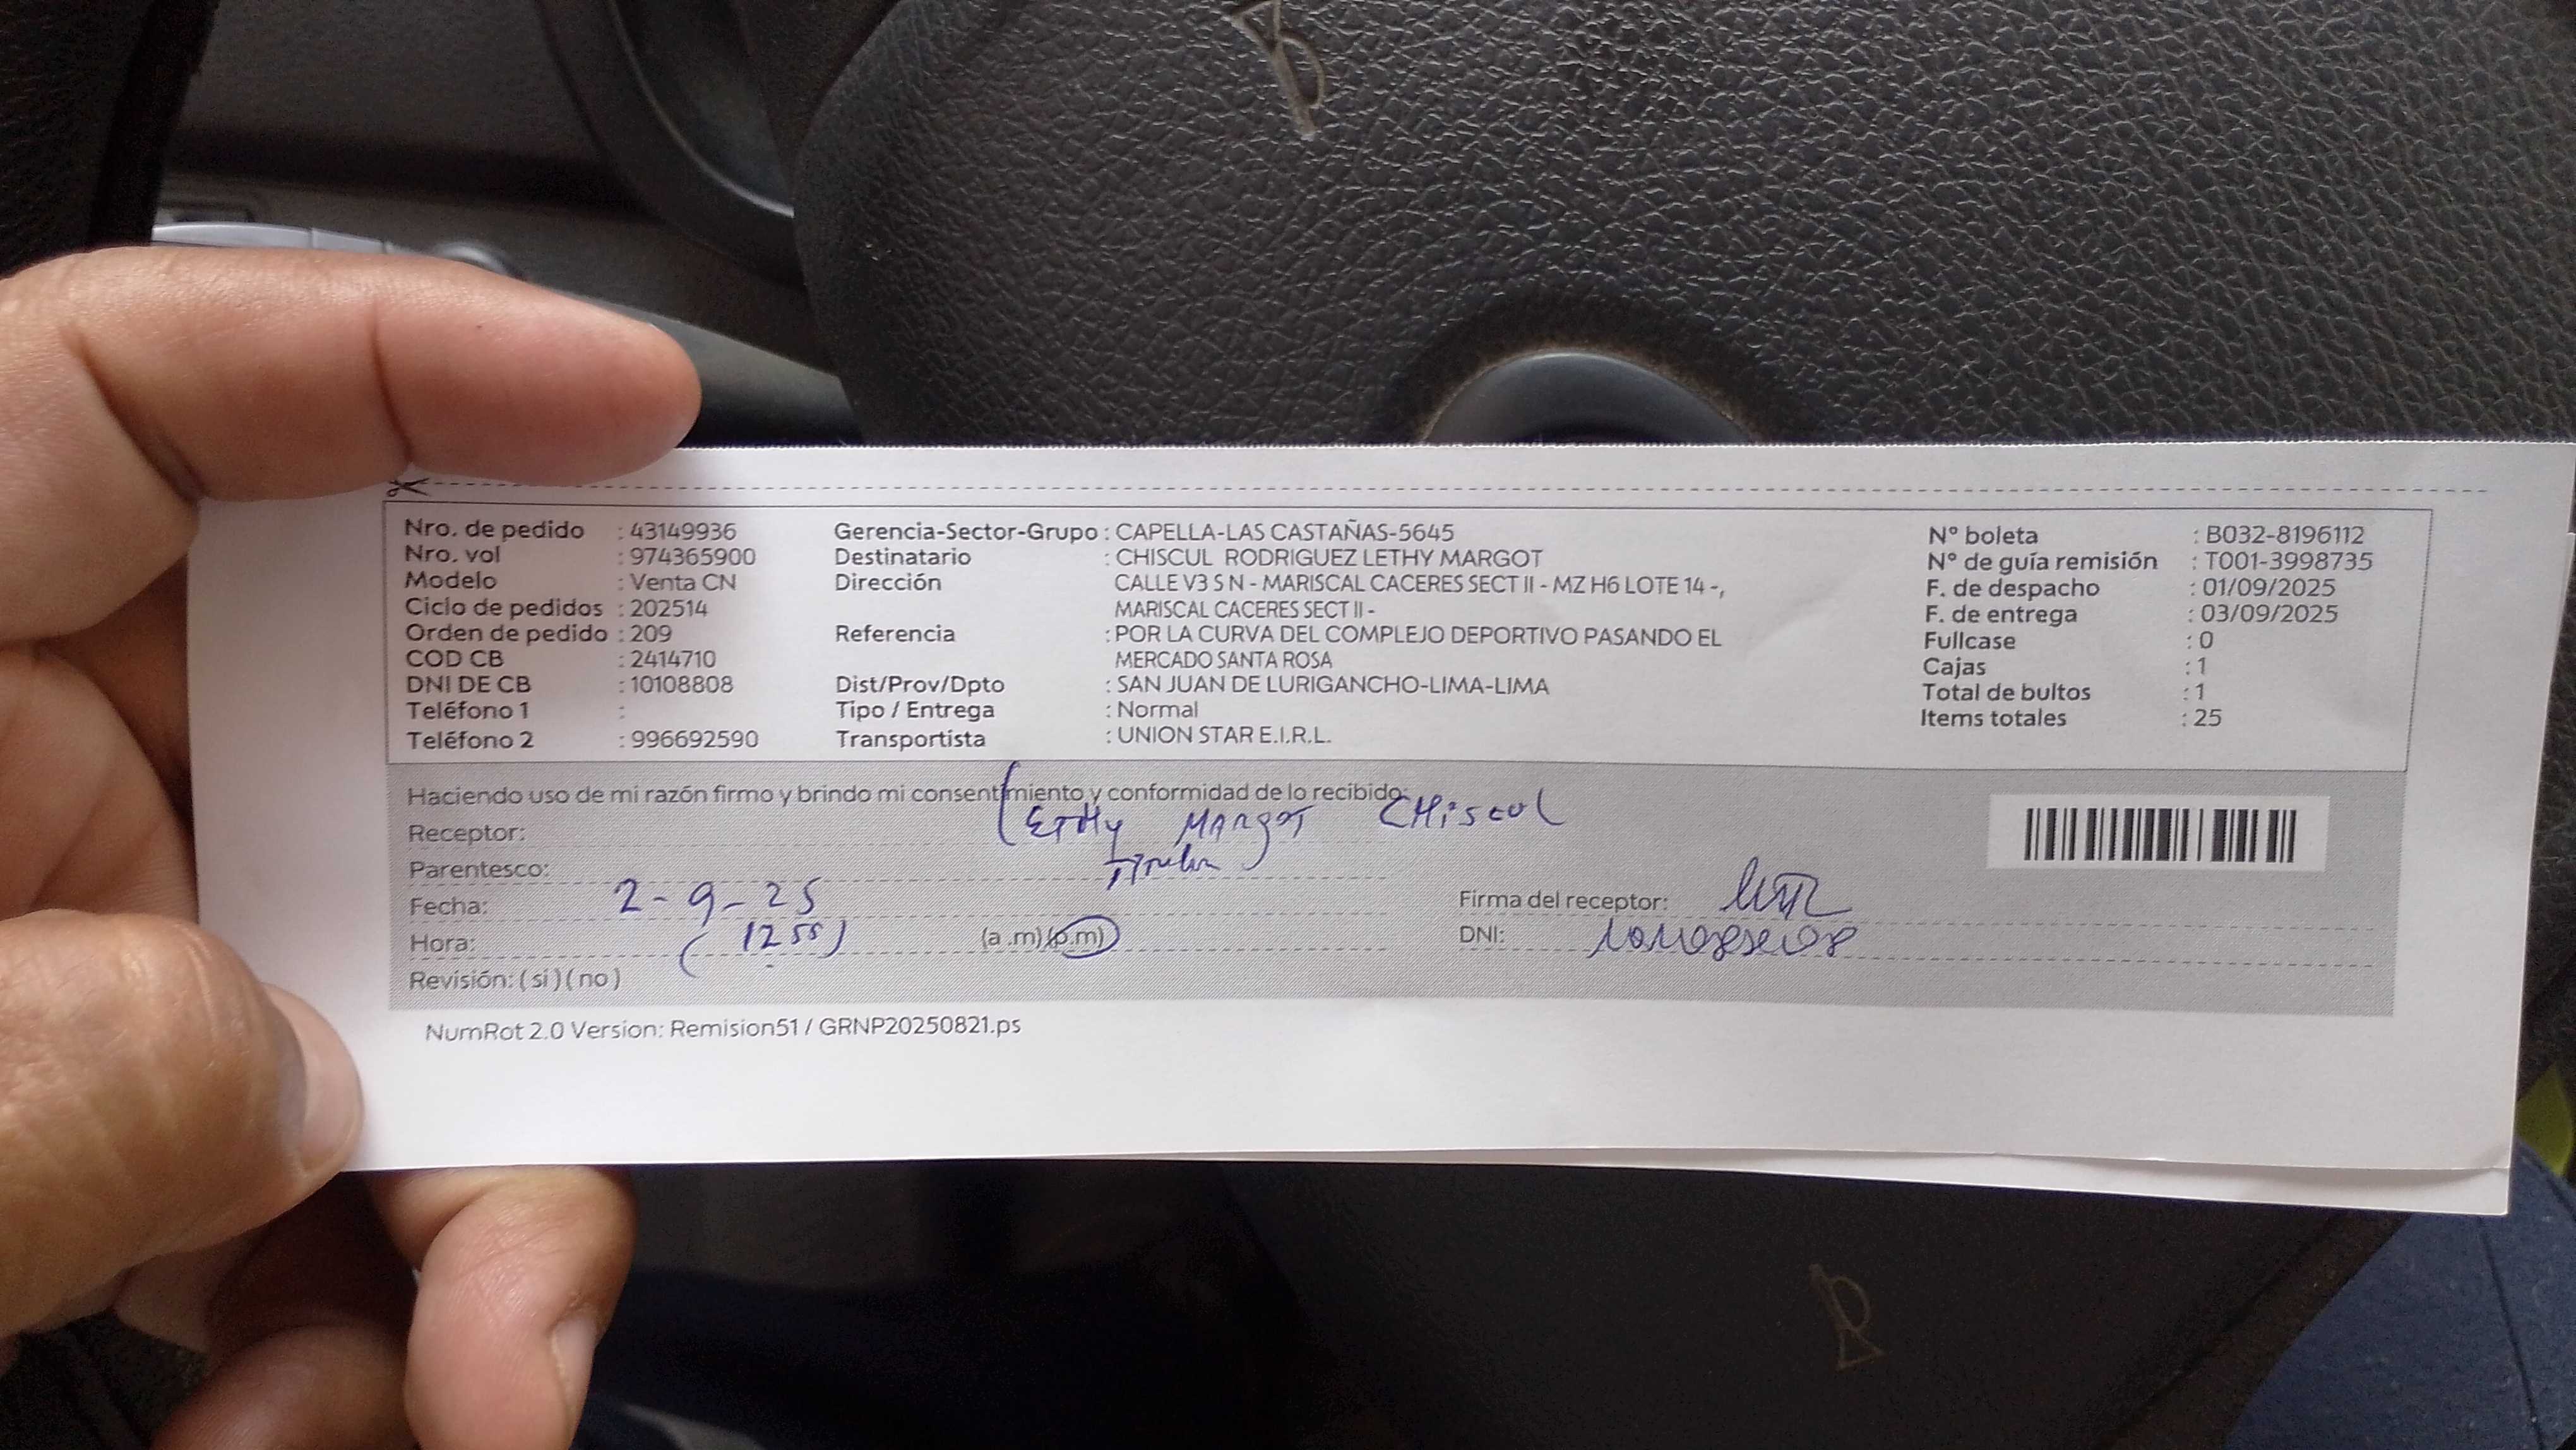 Nro. de pedido : 43149936
Nro. vol : 974365900
Modelo : Venta CN
Ciclo de pedidos : 202514
Orden de pedido : 209
COD CB : 2414710
DNI DE CB : 10108808
Teléfono 1 :
Teléfono 2 : 996692590
Gerencia-Sector-Grupo : CAPELLA-LAS CASTAÑAS-5645
Destinatario : CHISCUL RODRIGUEZ LETHY MARGOT
Dirección CALLE V3 S N - MARISCAL CACERES SECT II - MZ H6 LOTE 14 -,
MARISCAL CACERES SECT II -
Referencia : POR LA CURVA DEL COMPLEJO DEPORTIVO PASANDO EL
MERCADO SANTA ROSA
Dist/Prov/Dpto : SAN JUAN DE LURIGANCHO-LIMA-LIMA
Tipo / Entrega : Normal
Transportista : UNION STAR E.I.R.L.
Nº boleta : B032-8196112
Nº de guía remisión : T001-3998735
F. de despacho : 01/09/2025
F. de entrega : 03/09/2025
Fullcase : 0
Cajas : 1
Total de bultos : 1
Items totales : 25
Haciendo uso de mi razón firmo y brindo mi consentimiento y conformidad de lo recibido:
Receptor: LETHy MARgOT CHiscul
Parentesco:
Fecha: 2-9-25
Hora: (12 55) (a.m)(p.m)
Revisión: (si)(no)
Firma del receptor:
DNI:
NumRot 2.0 Version: Remision51 / GRNP20250821.ps